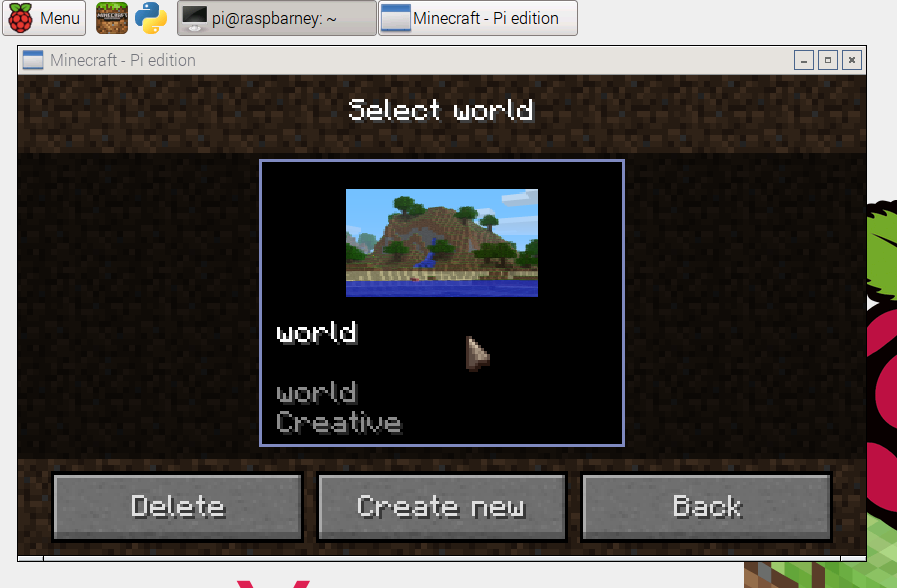 Menu
pi@raspbarney: ~
Minecraft - Pi edition
Minecraft - Pi edition
Select world
world
world
Creative
Delete
Create new
Back